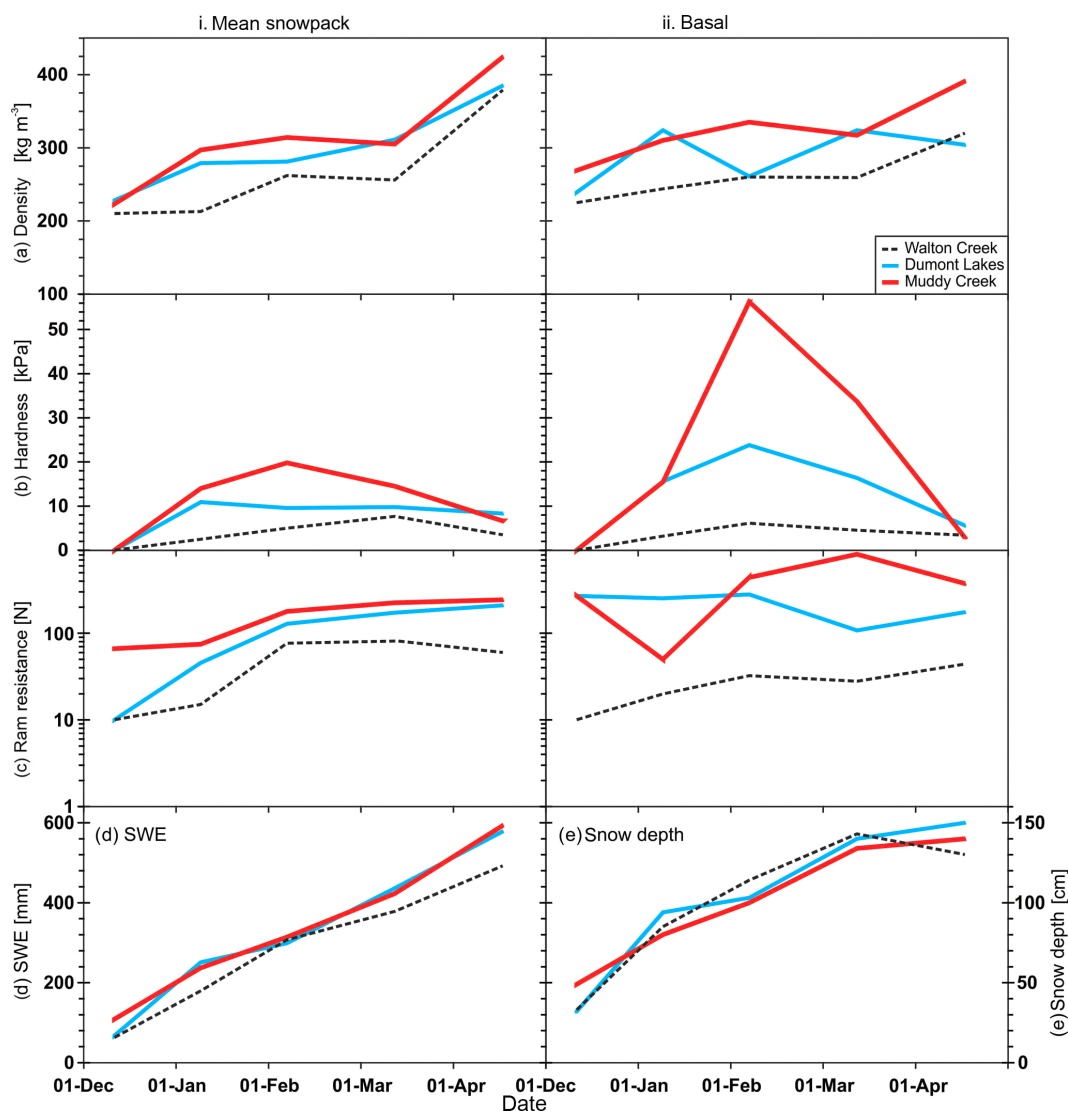 i. Mean snowpack
ii. Basal
(a) Density [kg m⁻³]
400
300
200
100
Walton Creek
Dumont Lakes
Muddy Creek
(b) Hardness [kPa]
50
40
30
20
10
0
(c) Ram resistance [N]
100
10
1
(d) SWE
(e) Snow depth
(d) SWE [mm]
600
400
200
0
150
100
50
0
(e) Snow depth [cm]
01-Dec 01-Jan 01-Feb 01-Mar 01-Apr 01-Dec 01-Jan 01-Feb 01-Mar 01-Apr
Date